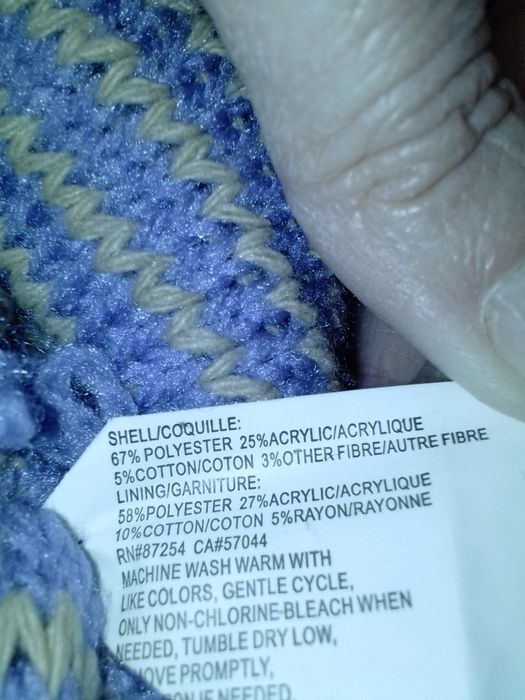 SHELL/COQUILLE:
67% POLYESTER 25%ACRYLIC/ACRYLIQUE
5%COTTON/COTON 3%OTHER FIBRE/AUTRE FIBRE
LINING/GARNITURE:
58%POLYESTER 27%ACRYLIC/ACRYLIQUE
10%COTTON/COTON 5%RAYON/RAYONNE
RN#87254 CA#57044
MACHINE WASH WARM WITH
LIKE COLORS, GENTLE CYCLE,
ONLY NON-CHLORINE-BLEACH WHEN
NEEDED, TUMBLE DRY LOW,
PROMPTLY,
IF NEEDED.